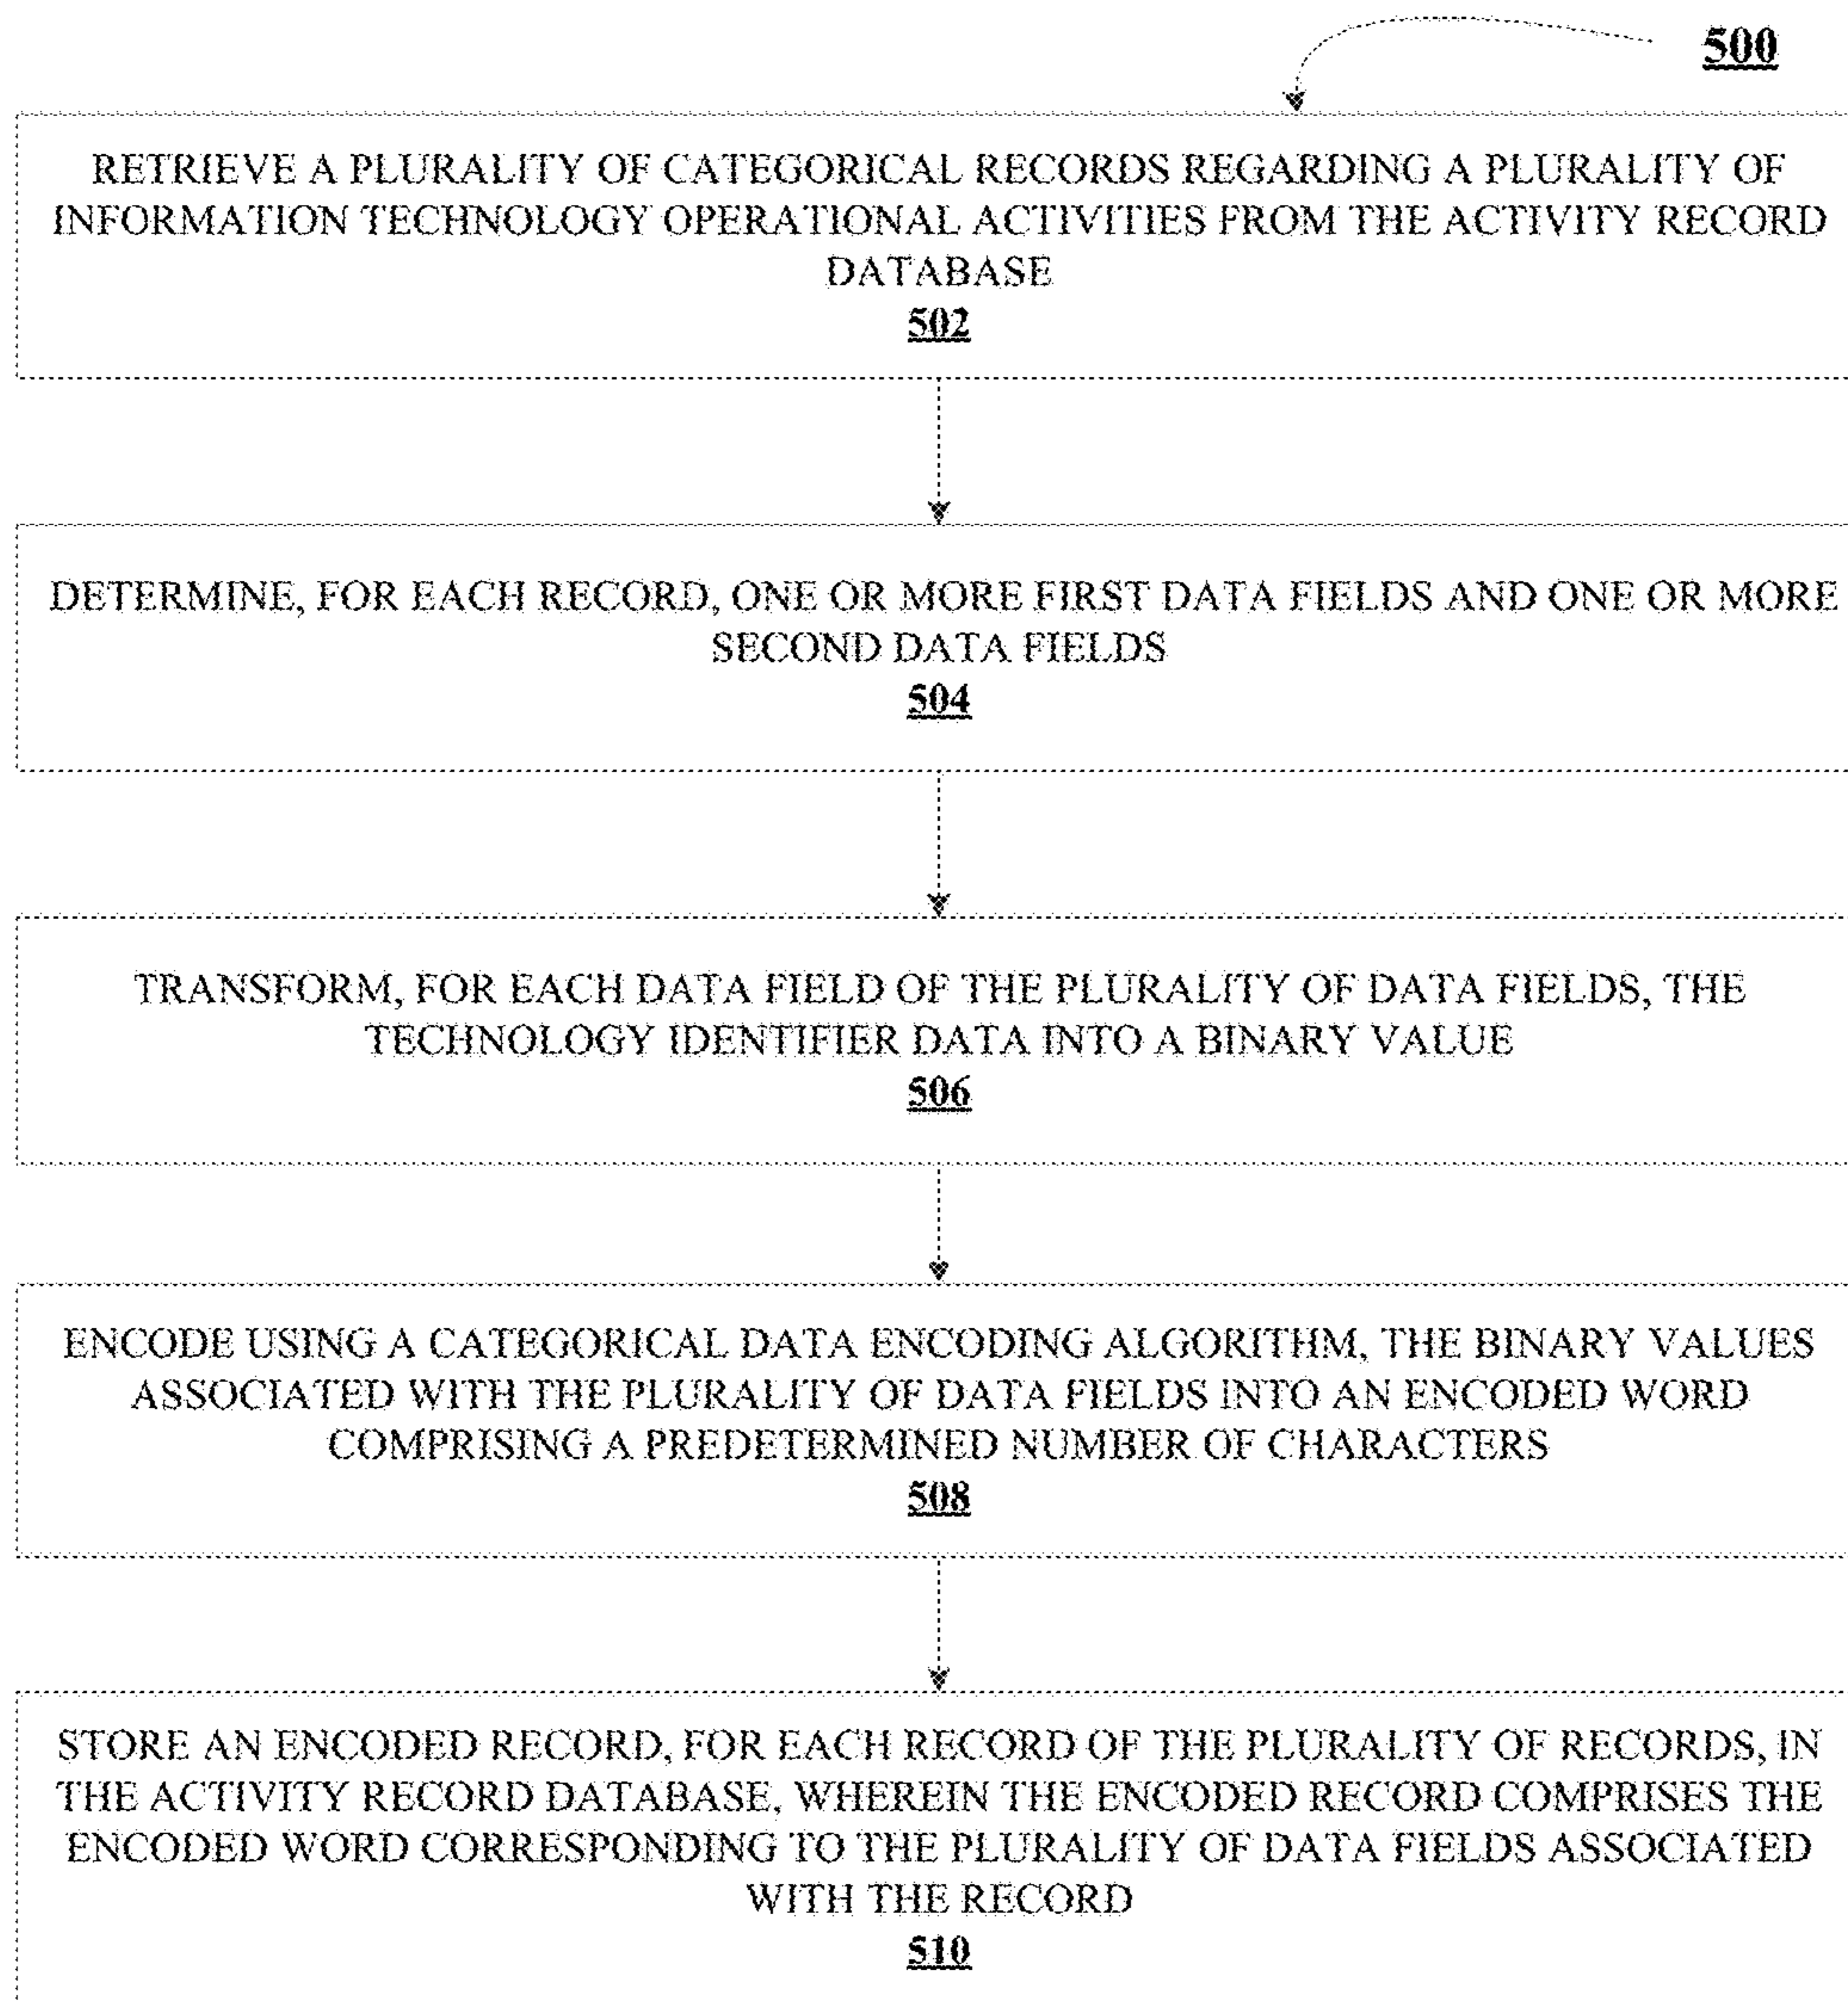 500
RETRIEVE A PLURALITY OF CATEGORICAL RECORDS REGARDING A PLURALITY OF
INFORMATION TECHNOLOGY OPERATIONAL ACTIVITIES FROM THE ACTIVITY RECORD
DATABASE
502
DETERMINE, FOR EACH RECORD, ONE OR MORE FIRST DATA FIELDS AND ONE OR MORE
SECOND DATA FIELDS
504
TRANSFORM, FOR EACH DATA FIELD OF THE PLURALITY OF DATA FIELDS, THE
TECHNOLOGY IDENTIFIER DATA INTO A BINARY VALUE
506
ENCODE USING A CATEGORICAL DATA ENCODING ALGORITHM, THE BINARY VALUES
ASSOCIATED WITH THE PLURALITY OF DATA FIELDS INTO AN ENCODED WORD
COMPRISING A PREDETERMINED NUMBER OF CHARACTERS
508
STORE AN ENCODED RECORD, FOR EACH RECORD OF THE PLURALITY OF RECORDS, IN
THE ACTIVITY RECORD DATABASE, WHEREIN THE ENCODED RECORD COMPRISES THE
ENCODED WORD CORRESPONDING TO THE PLURALITY OF DATA FIELDS ASSOCIATED
WITH THE RECORD
510